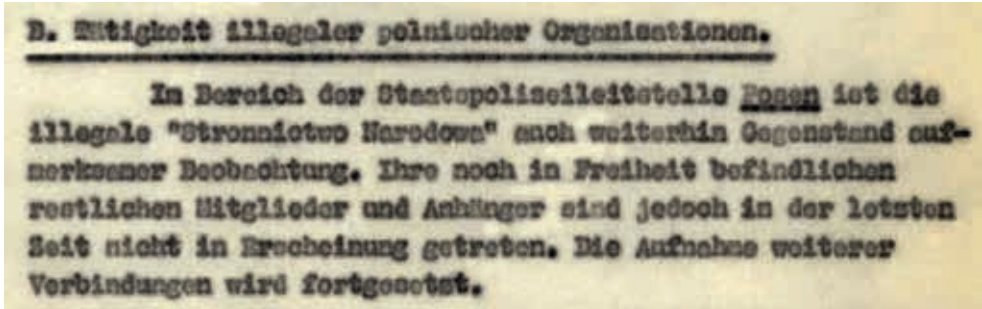 B. Tätigkeit illegaler polnischer Organisationen.
Im Bereich der Staatspolizeileitstelle Posen ist die
illegale "Stronnictwo Narodowe" auch weiterhin Gegenstand auf-
merksamer Beobachtung. Ihre noch in Freiheit befindlichen
restlichen Mitglieder und Anhänger sind jedoch in der letzten
Zeit nicht in Erscheinung getreten. Die Aufnahme weiterer
Verbindungen wird fortgesetzt.